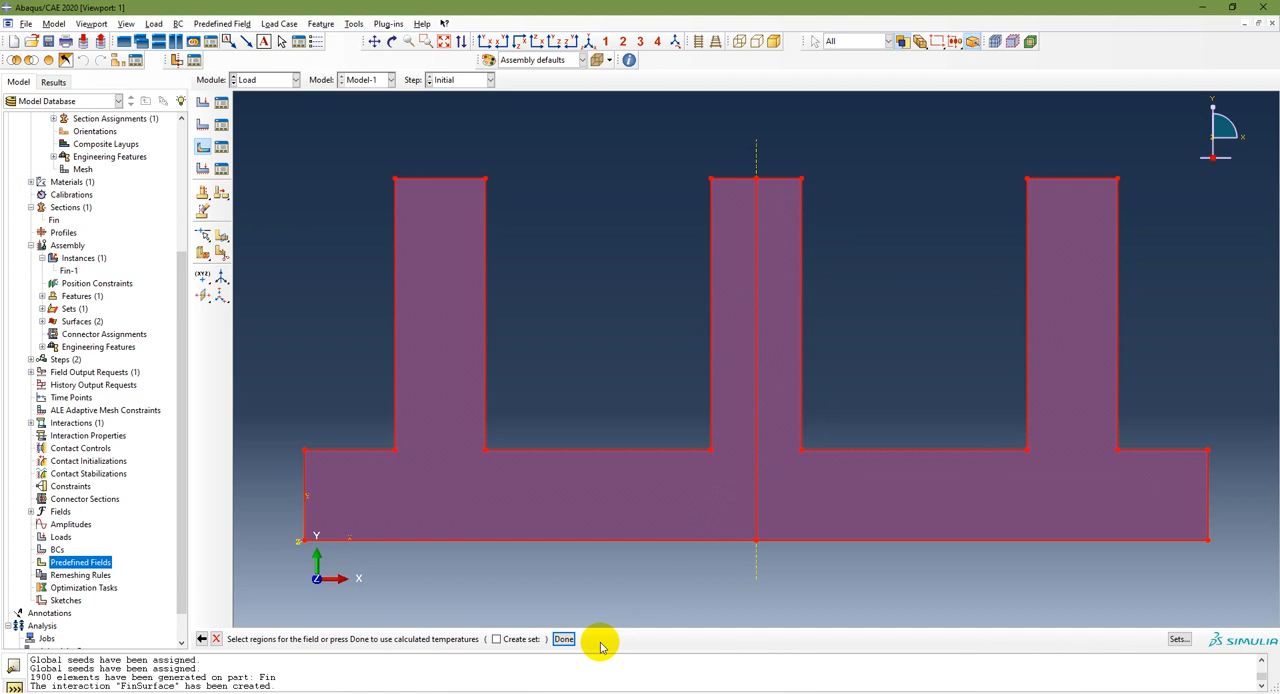 Abaqus/CAE 2020 [Viewport: 1]
File Model Viewport View Load BC Predefined Field Load Case Feature Tools Plug-ins Help
1 2 3 4 All
Assembly defaults
Model Results
Module: Load Model: Model-1 Step: Initial
Model Database
Section Assignments (1)
Orientations
Composite Layups
Engineering Features
Mesh
Materials (1)
Calibrations
Sections (1)
Fin
Profiles
Assembly
Instances (1)
Fin-1
Position Constraints
Features (1)
Sets (1)
Surfaces (2)
Connector Assignments
Engineering Features
Steps (2)
Field Output Requests (1)
History Output Requests
Time Points
ALE Adaptive Mesh Constraints
Interactions (1)
Interaction Properties
Contact Controls
Contact Initializations
Contact Stabilizations
Constraints
Connector Sections
Fields
Amplitudes
Loads
BCs
Predefined Fields
Remeshing Rules
Optimization Tasks
Sketches
Annotations
Analysis
Jobs
Y
X
Y
Z X
Select regions for the field or press Done to use calculated temperatures ( Create set: ) Done
Sets...
SIMULIA
Global seeds have been assigned.
Global seeds have been assigned.
1900 elements have been generated on part: Fin
The interaction "FinSurface" has been created.
>>>